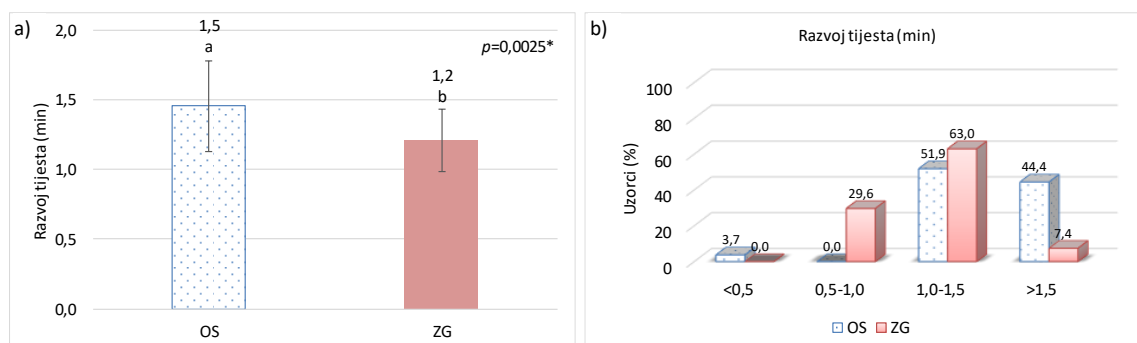 a)
2,0
1,5
1,0
0,5
0,0
Razvoj tijesta (min)
1,5
a
1,2
b
p=0,0025*
OS
ZG
b)
Razvoj tijesta (min)
100
80
60
40
20
0
Uzorci (%)
3,7
0,0
0,0
29,6
51,9
63,0
44,4
7,4
<0,5
0,5-1,0
1,0-1,5
>1,5
OS ZG